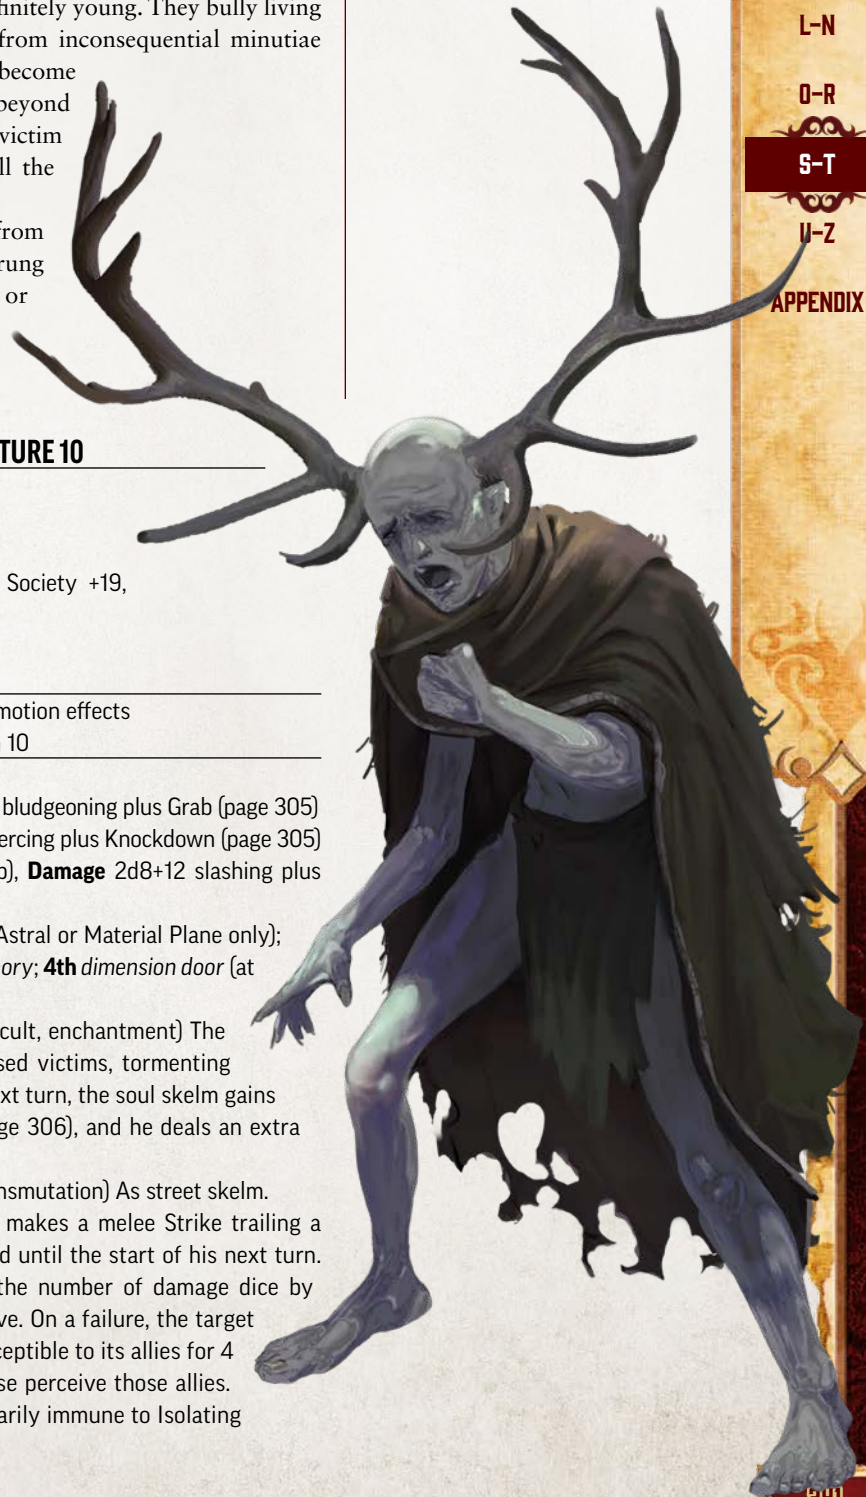 finitely young. They bully living
from inconsequential minutiae
become
beyond
victim
ll the
from
rung
or
TURE 10
Society +19,
motion effects
10
bludgeoning plus Grab (page 305)
ercing plus Knockdown (page 305)
), Damage 2d8+12 slashing plus
Astral or Material Plane only);
ory; 4th dimension door (at
cult, enchantment) The
sed victims, tormenting
xt turn, the soul skelm gains
ge 306), and he deals an extra
nsmutation) As street skelm.
makes a melee Strike trailing a
d until the start of his next turn.
the number of damage dice by
ve. On a failure, the target
ceptible to its allies for 4
se perceive those allies.
arily immune to Isolating
L–N
O–R
S–T
U–Z
APPENDIX